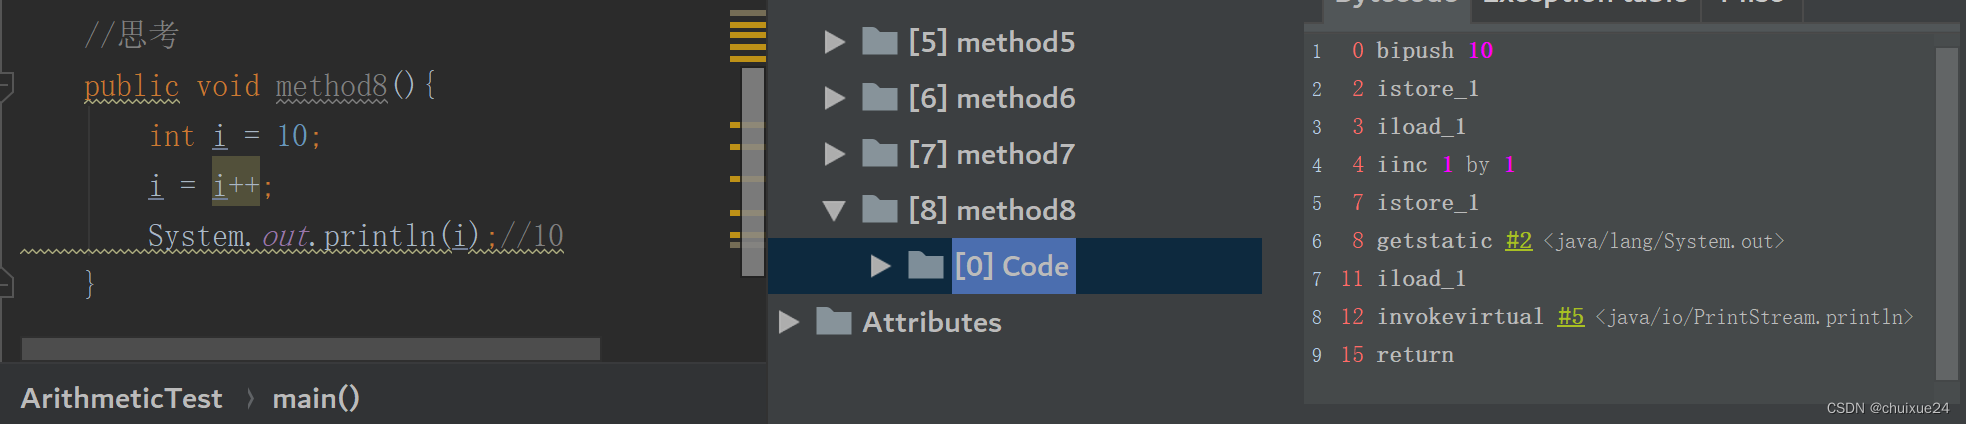 //思考
public void method8(){
int i = 10;
i = i++;
System.out.println(i);//10
}
ArithmeticTest 〉 main()
[5] method5
[6] method6
[7] method7
[8] method8
[0] Code
Attributes
Bytecode Exception table Misc
1 0 bipush 10
2 2 istore_1
3 3 iload_1
4 4 iinc 1 by 1
5 7 istore_1
6 8 getstatic #2 <java/lang/System.out>
7 11 iload_1
8 12 invokevirtual #5 <java/io/PrintStream.println>
9 15 return
CSDN @chuixue24